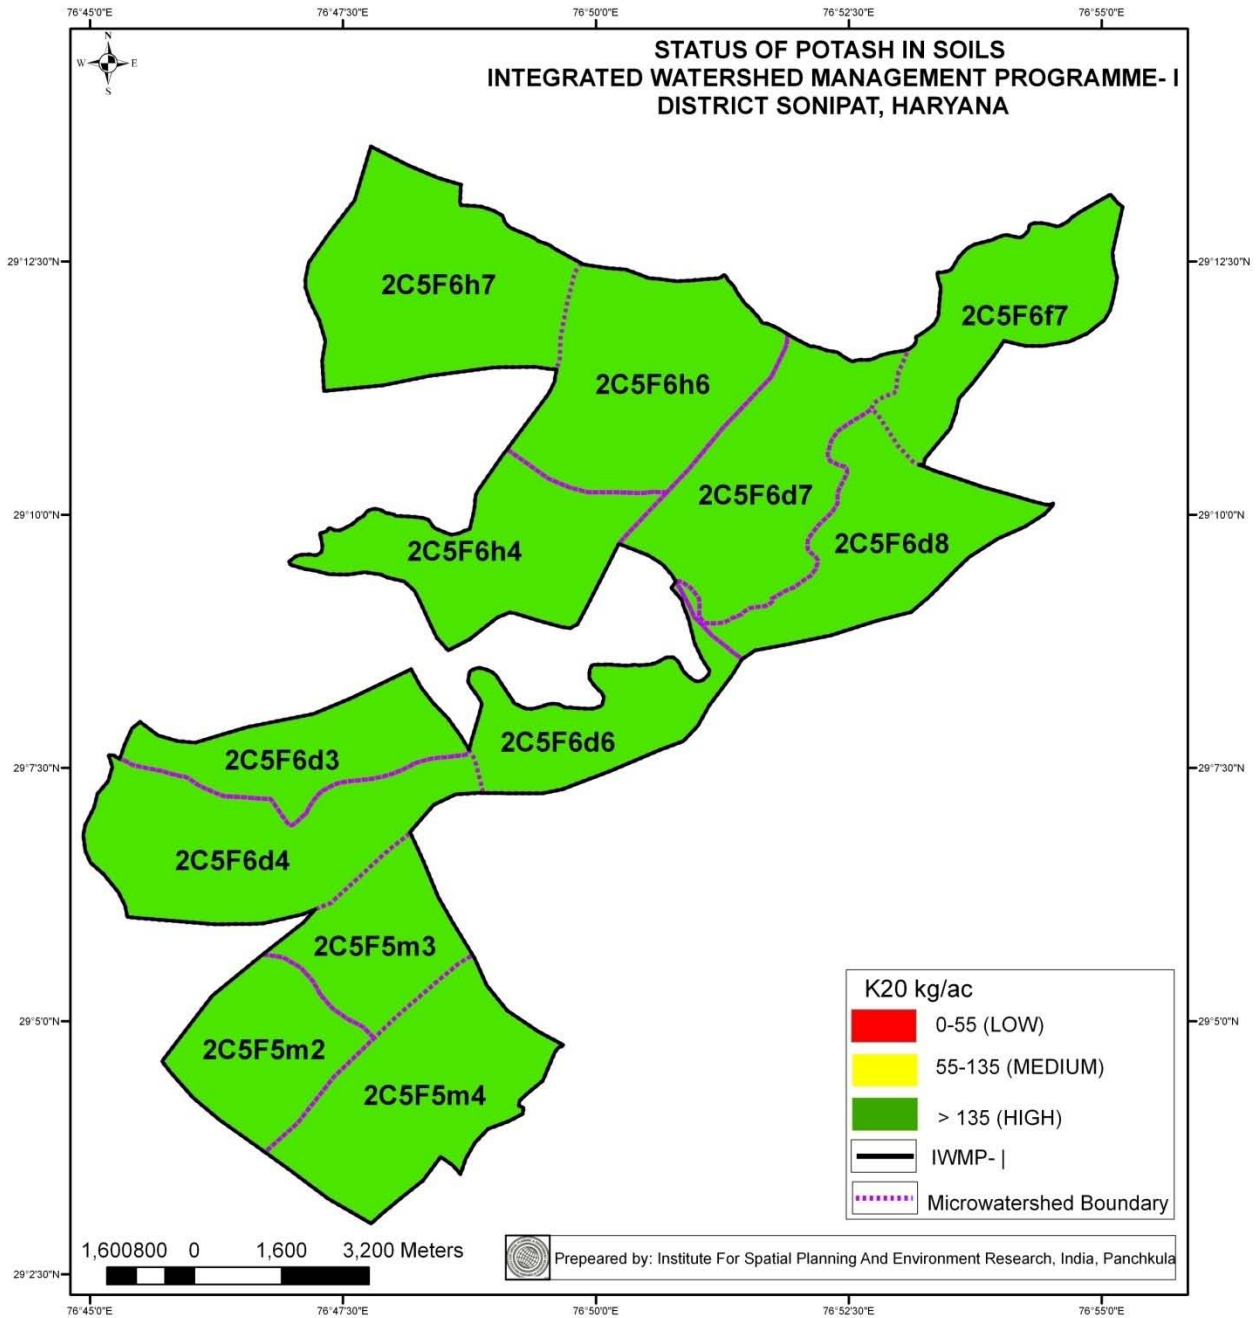 76°45'0"E 76°47'30"E 76°50'0"E 76°52'30"E 76°55'0"E
N
W E
S
STATUS OF POTASH IN SOILS
INTEGRATED WATERSHED MANAGEMENT PROGRAMME- I
DISTRICT SONIPAT, HARYANA
29°12'30"N 29°12'30"N
2C5F6h7
2C5F6f7
2C5F6h6
2C5F6d7
29°10'0"N 29°10'0"N
2C5F6d8
2C5F6h4
2C5F6d6
2C5F6d3
29°7'30"N 29°7'30"N
2C5F6d4
2C5F5m3
29°5'0"N 29°5'0"N
2C5F5m2
2C5F5m4
K20 kg/ac
0-55 (LOW)
55-135 (MEDIUM)
> 135 (HIGH)
IWMP- |
Microwatershed Boundary
1,600800 0 1,600 3,200 Meters
Prepeared by: Institute For Spatial Planning And Environment Research, India, Panchkula
29°2'30"N 29°2'30"N
76°45'0"E 76°47'30"E 76°50'0"E 76°52'30"E 76°55'0"E